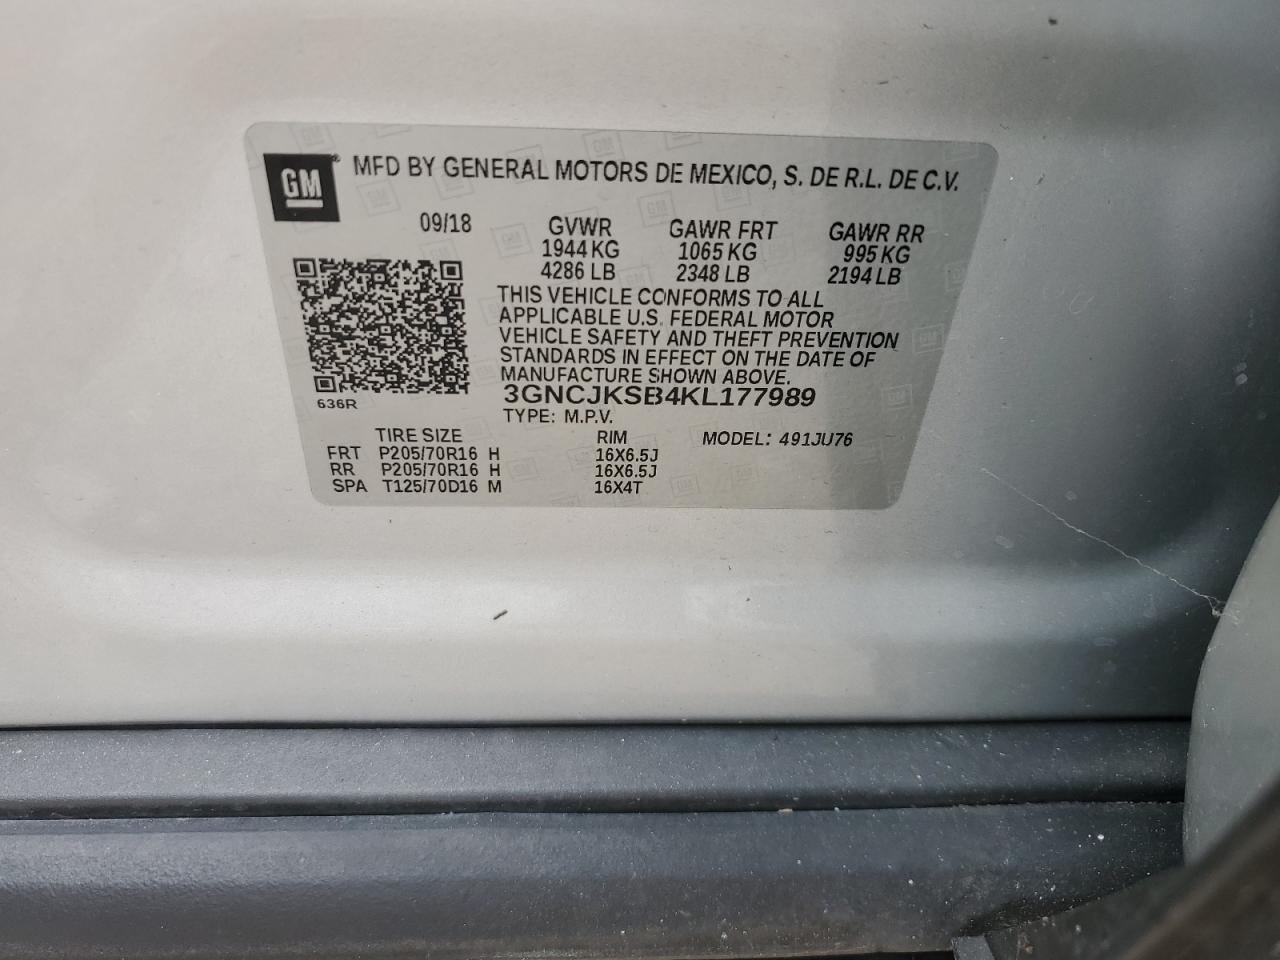 GM
MFD BY GENERAL MOTORS DE MEXICO, S. DE R.L. DE C.V.
09/18 GVWR GAWR FRT GAWR RR
1944 KG 1065 KG 995 KG
4286 LB 2348 LB 2194 LB
THIS VEHICLE CONFORMS TO ALL
APPLICABLE U.S. FEDERAL MOTOR
VEHICLE SAFETY AND THEFT PREVENTION
STANDARDS IN EFFECT ON THE DATE OF
MANUFACTURE SHOWN ABOVE.
3GNCJKSB4KL177989
636R
TYPE: M.P.V.
TIRE SIZE RIM MODEL: 491JU76
FRT P205/70R16 H 16X6.5J
RR P205/70R16 H 16X6.5J
SPA T125/70D16 M 16X4T